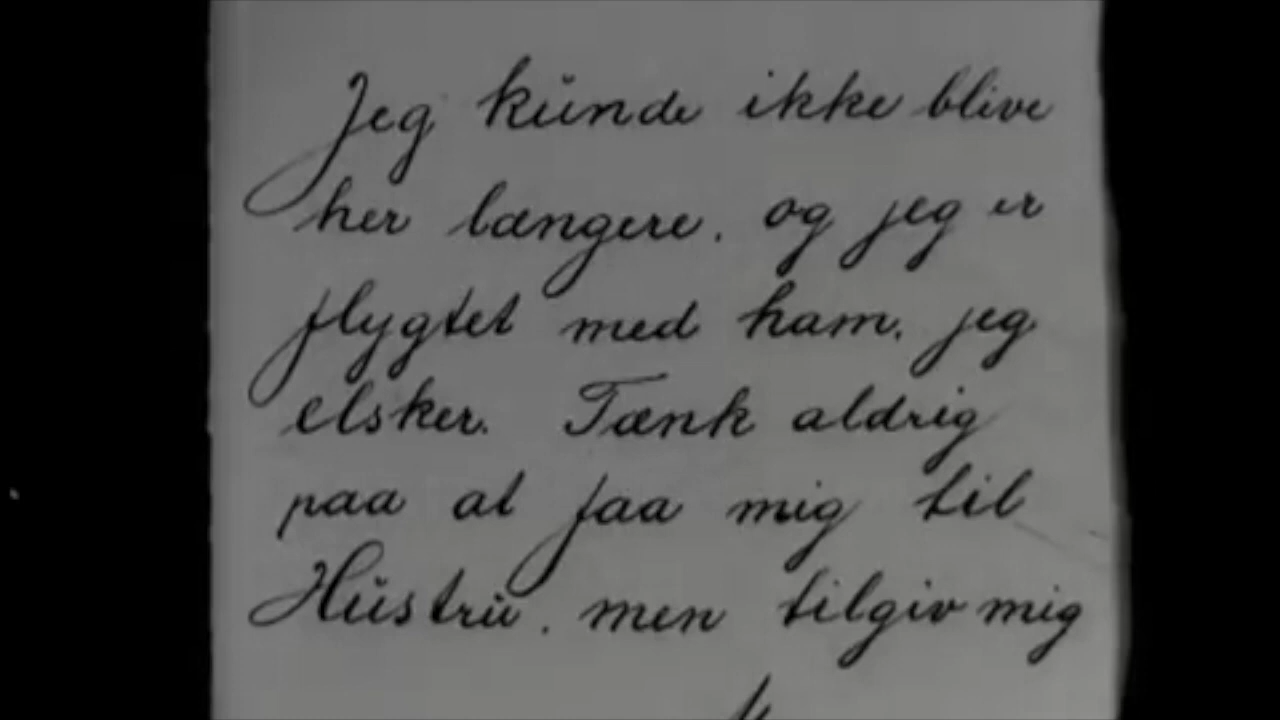 Jeg kunde ikke blive
her længere, og jeg er
flygtet med ham, jeg
elsker. Tænk aldrig
paa at faa mig til
Hustru, men tilgiv mig